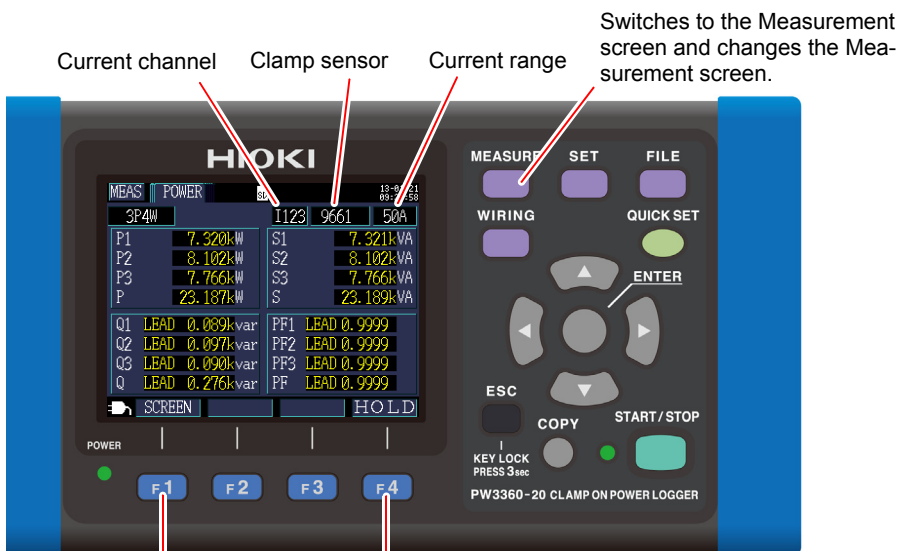 Switches to the Measurement
screen and changes the Mea-
surement screen.
Current channel Clamp sensor Current range
HIOKI
MEASURE SET FILE
MEAS POWER
3P4W I123 9661 50A
WIRING QUICK SET
P1 7.320kW S1 7.321kVA
P2 8.102kW S2 8.102kVA
P3 7.766kW S3 7.766kVA
P 23.187kW S 23.189kVA
ENTER
Q1 LEAD 0.089kvar PF1 LEAD 0.9999
Q2 LEAD 0.097kvar PF2 LEAD 0.9999
Q3 LEAD 0.090kvar PF3 LEAD 0.9999
Q LEAD 0.276kvar PF LEAD 0.9999
SCREEN HOLD
ESC
COPY START/STOP
POWER
KEY LOCK
PRESS 3sec
F1 F2 F3 F4
PW3360-20 CLAMP ON POWER LOGGER